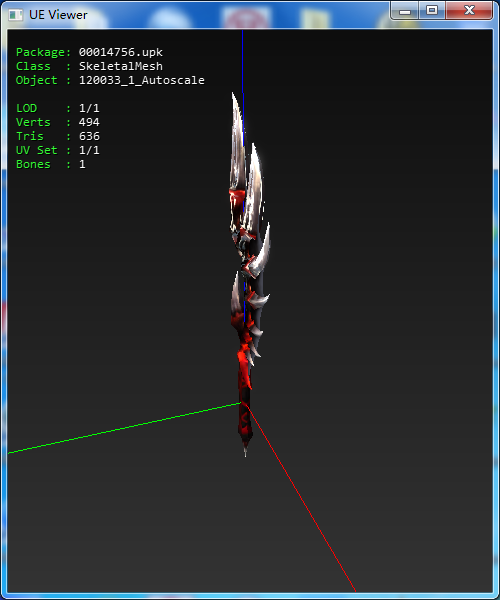 UE Viewer
Package: 00014756.upk
Class : SkeletalMesh
Object : 120033_1_Autoscale
LOD : 1/1
Verts : 494
Tris : 636
UV Set : 1/1
Bones : 1